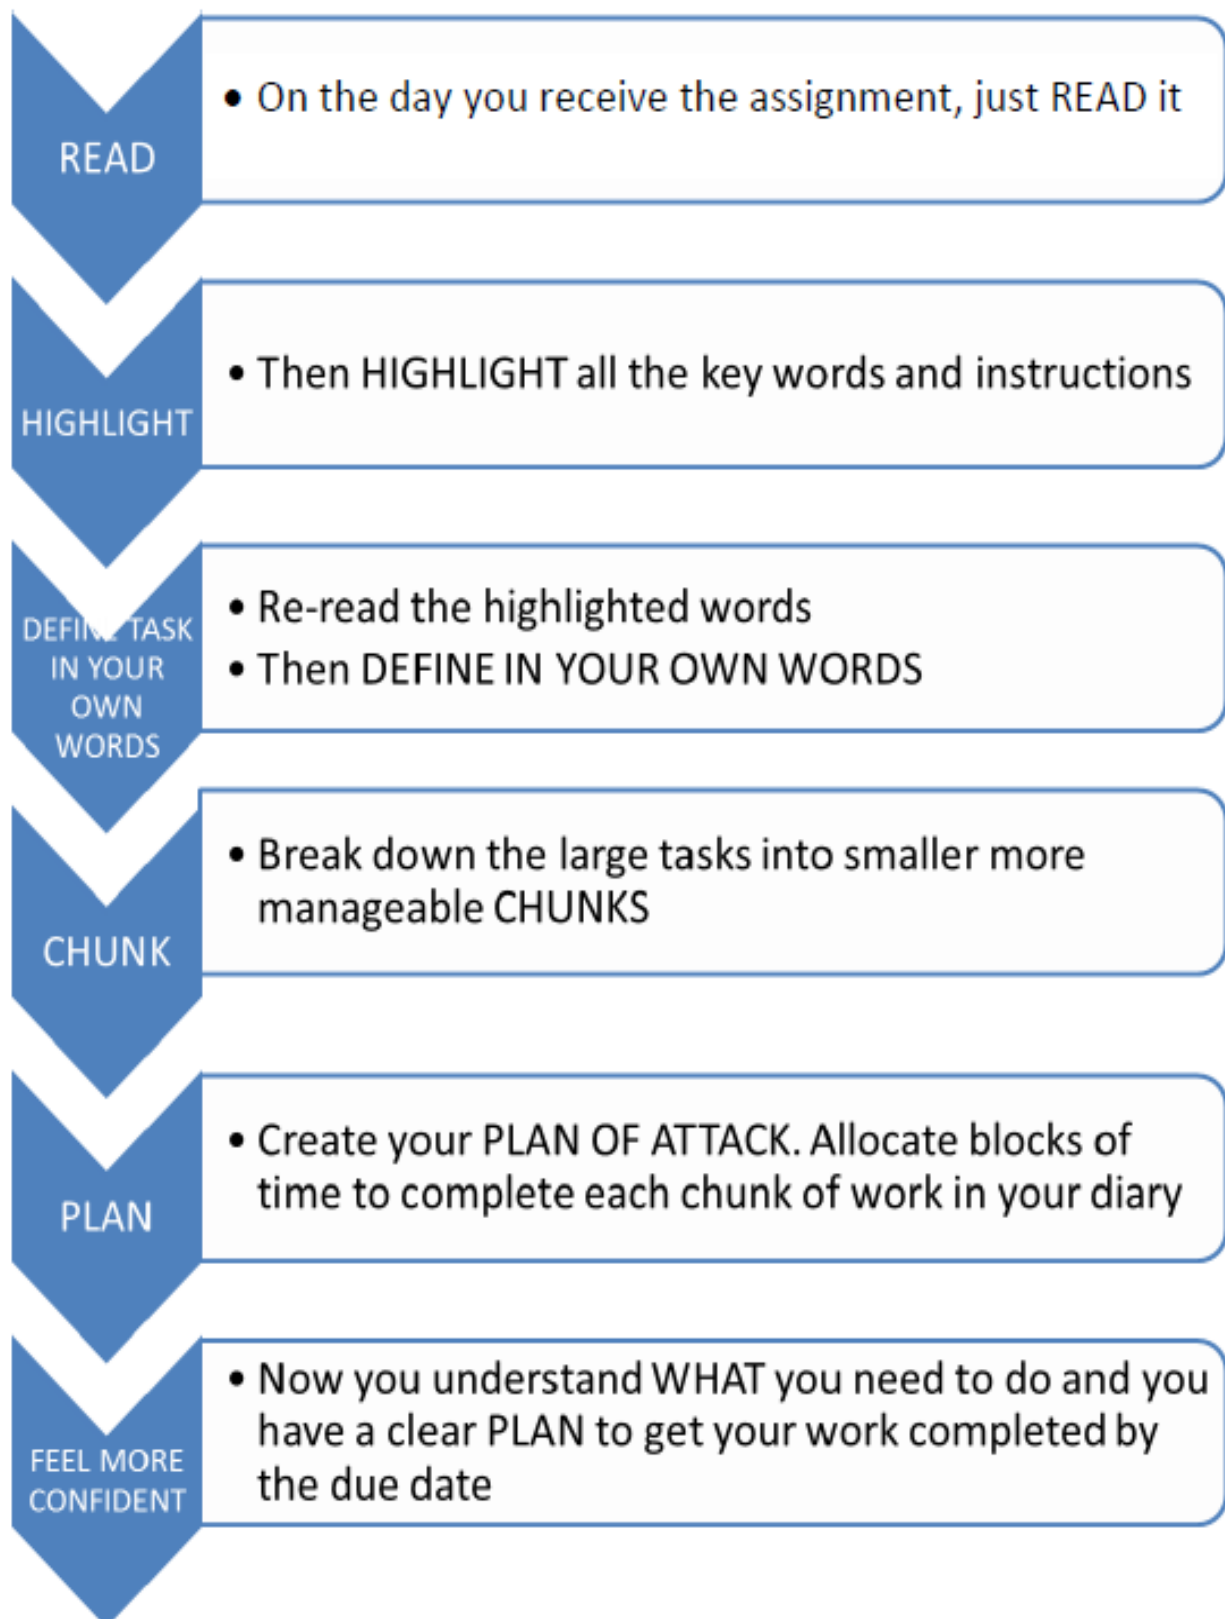 READ
• On the day you receive the assignment, just READ it
HIGHLIGHT
• Then HIGHLIGHT all the key words and instructions
DEFINE TASK
IN YOUR
OWN
WORDS
• Re-read the highlighted words
• Then DEFINE IN YOUR OWN WORDS
CHUNK
• Break down the large tasks into smaller more
manageable CHUNKS
PLAN
• Create your PLAN OF ATTACK. Allocate blocks of
time to complete each chunk of work in your diary
FEEL MORE
CONFIDENT
• Now you understand WHAT you need to do and you
have a clear PLAN to get your work completed by
the due date